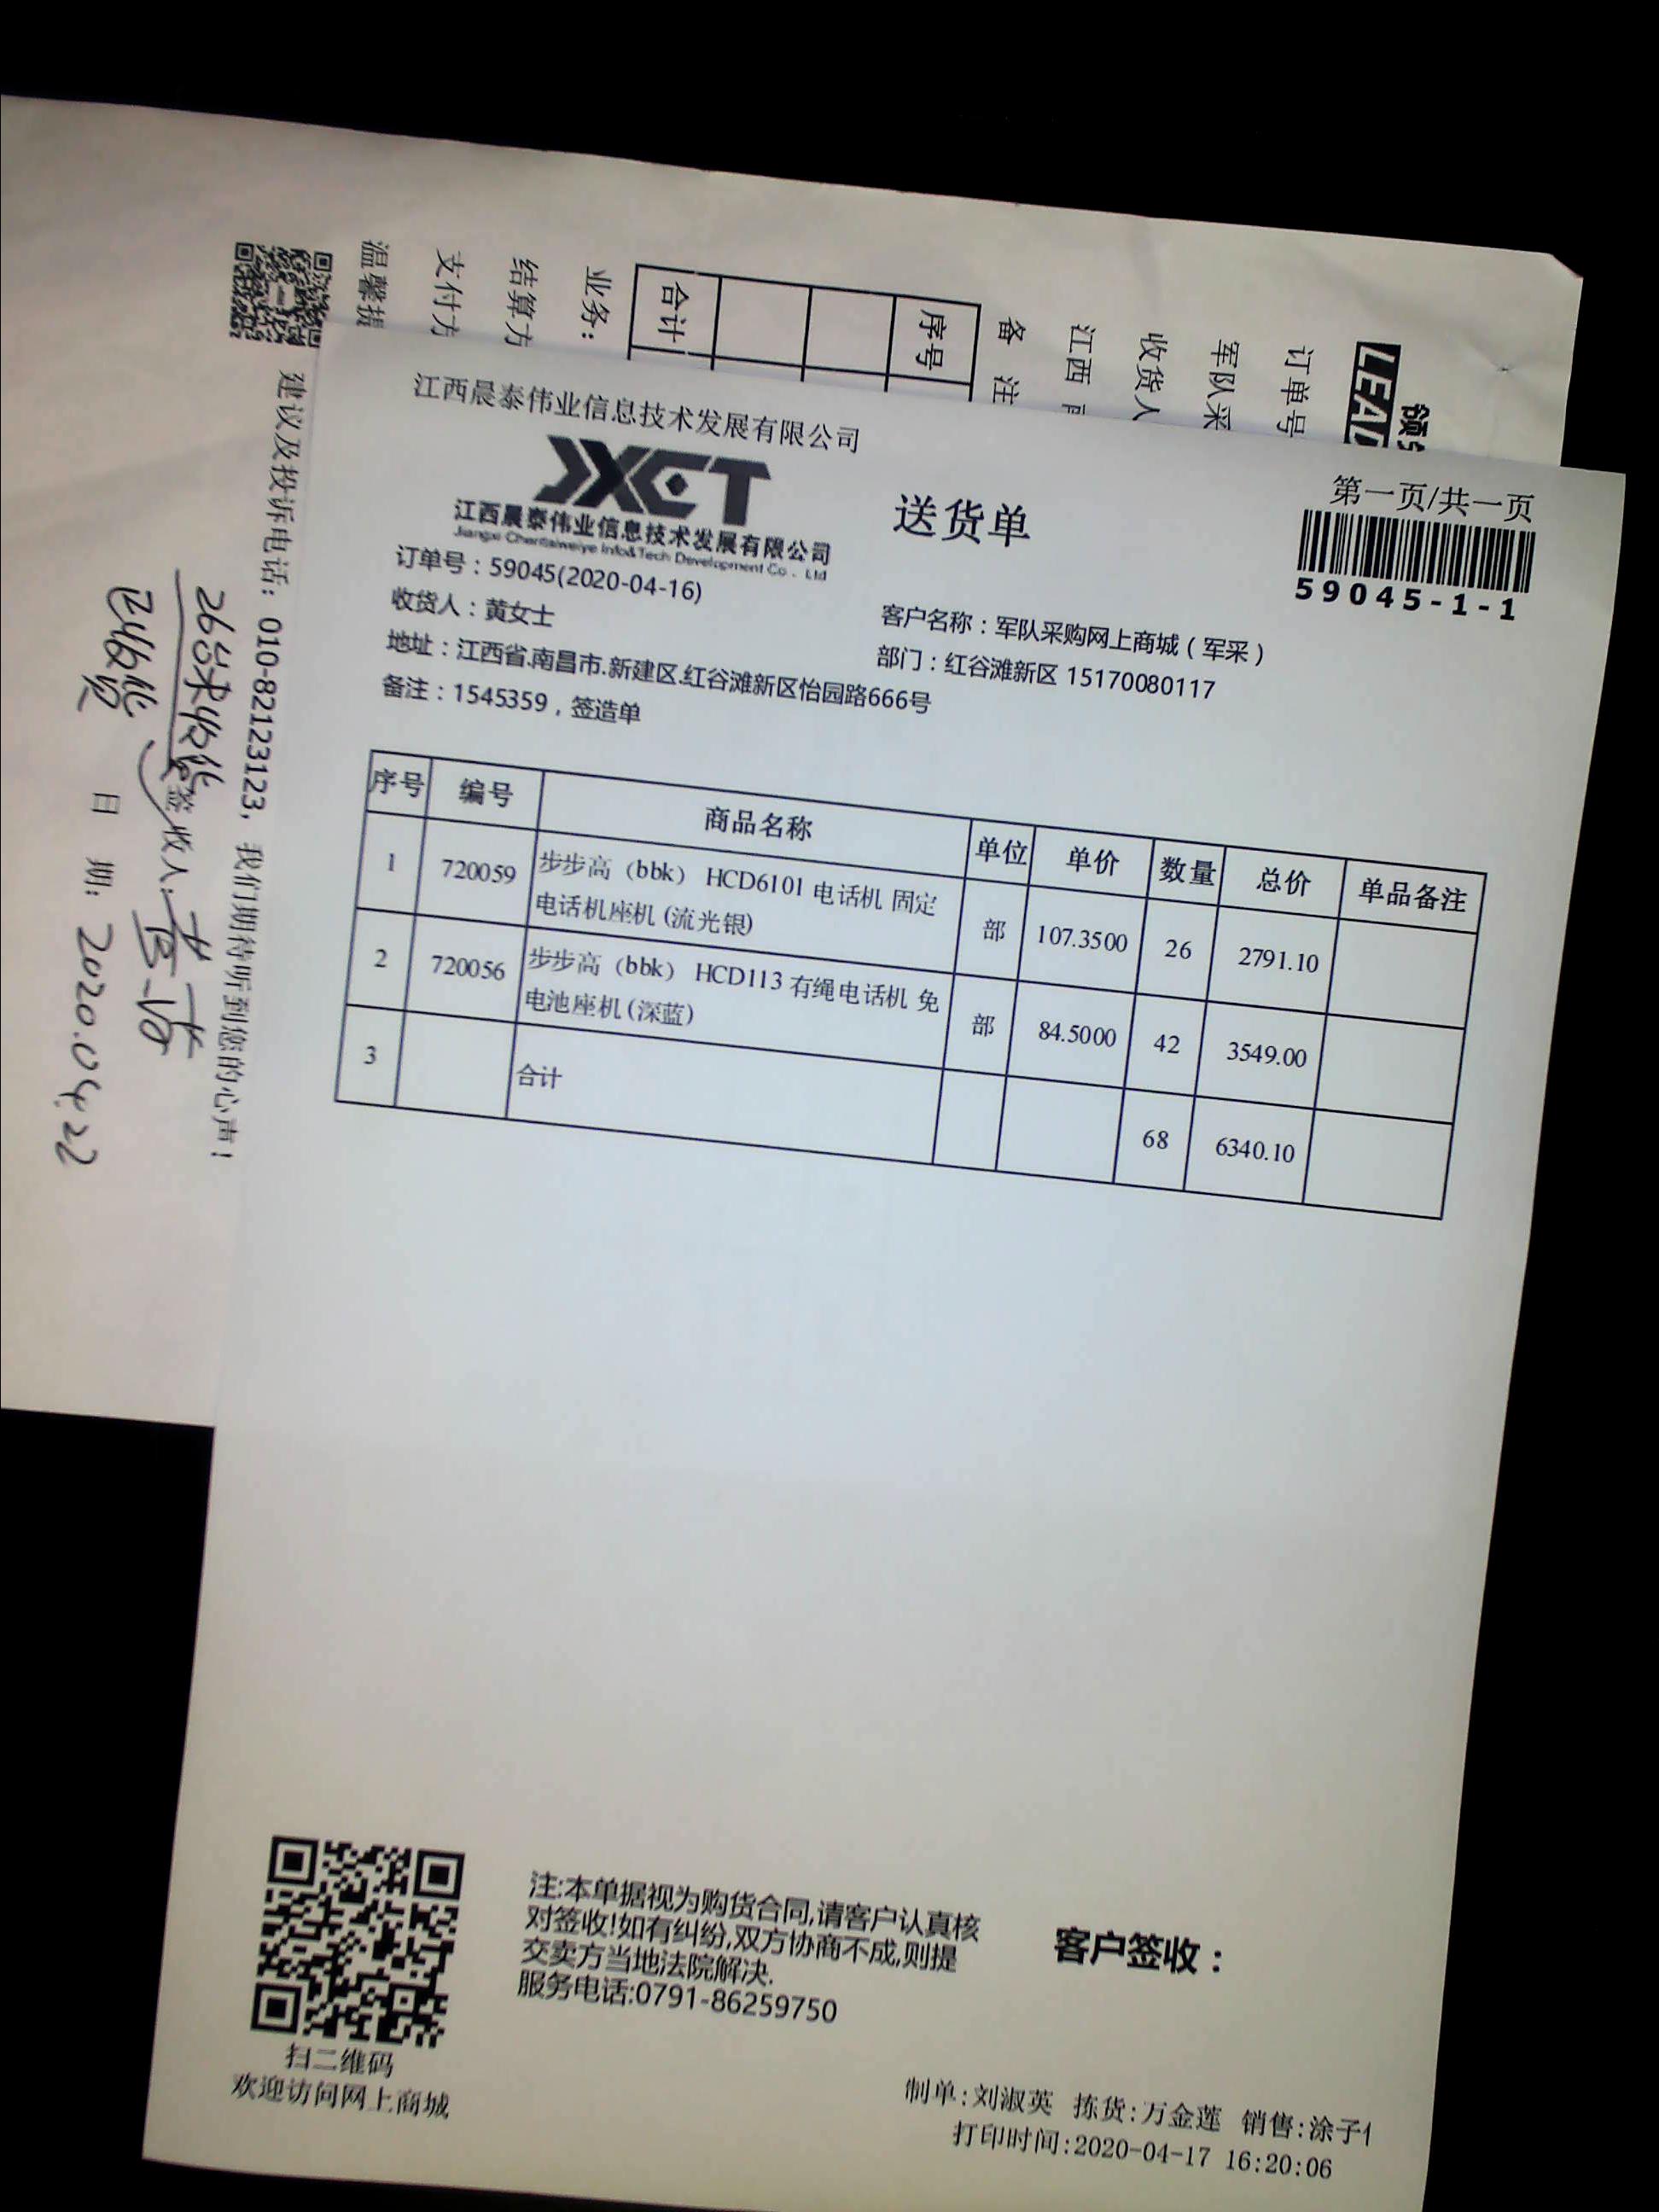 江西晨泰伟业信息技术发展有限公司
JXCT
江西晨泰伟业信息技术发展有限公司
Jiangxi Chentaiweiye Info&Tech Development Co., Ltd
送货单
第一页/共一页
59045-1-1
订单号：59045(2020-04-16)
收货人：黄女士
客户名称：军队采购网上商城（军采）
地址：江西省.南昌市.新建区.红谷滩新区怡园路666号
部门：红谷滩新区 15170080117
备注：1545359，签造单
序号 编号 商品名称 单位 单价 数量 总价 单品备注
1 720059 步步高（bbk） HCD6101 电话机 固定
电话机座机 (流光银) 部 107.3500 26 2791.10
2 720056 步步高（bbk） HCD113 有绳电话机 免
电池座机 (深蓝) 部 84.5000 42 3549.00
3 合计 68 6340.10
注:本单据视为购货合同,请客户认真核
对签收!如有纠纷,双方协商不成,则提
交卖方当地法院解决.
服务电话:0791-86259750
客户签收：
扫二维码
欢迎访问网上商城
制单:刘淑英 拣货:万金莲 销售:涂子
打印时间:2020-04-17 16:20:06
LEAD
订单号
军队采
收货人
江西
备 注
序号
合计
业务：
结算方
支付方
温馨提
建议及投诉电话：010-82123123，我们期待听到您的心声！
签收人:
日 期: 2020.04.22